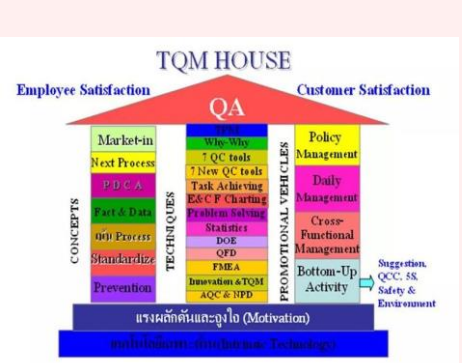 TQM HOUSE
Employee Satisfaction
Customer Satisfaction
QA
CONCEPTS
Market-in
Next Process
PDCA
Fact & Data
Process
Standardize
Prevention
TECHNIQUES
Why-Why
7 QC tools
7 New QC tools
Task Achieving
E&C F Charting
Problem Solving
Statistics
DOE
QFD
FMEA
Innovation &TQM
AQC & NPD
PROMOTIONAL VEHICLES
Policy
Management
Daily
Management
Cross-
Functional
Management
Bottom-Up
Activity
Suggestion,
QCC, 5S,
Safety &
Environment
แรงผลักดันและจูงใจ (Motivation)
(Intrinsic Technology)